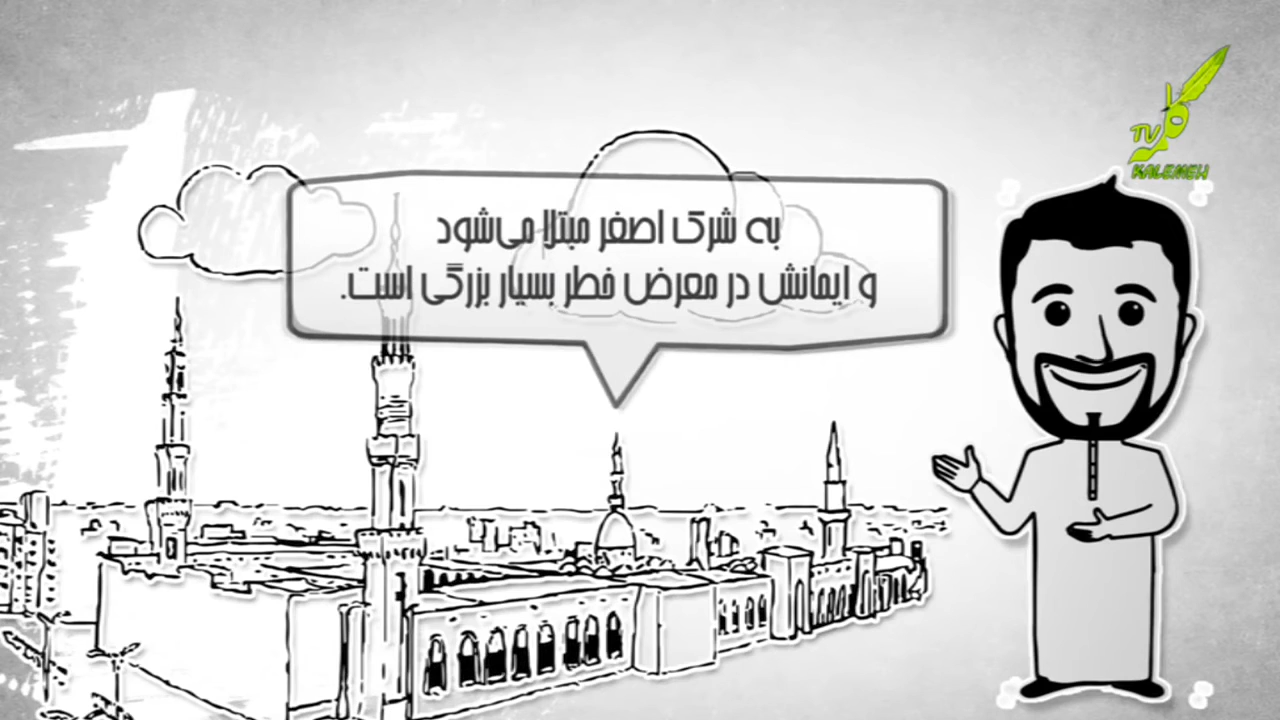 به شرک اصغر مبتلا می‌شود
و ایمانش در معرض خطر بسیار بزرگی است.
TV
KALEMEH